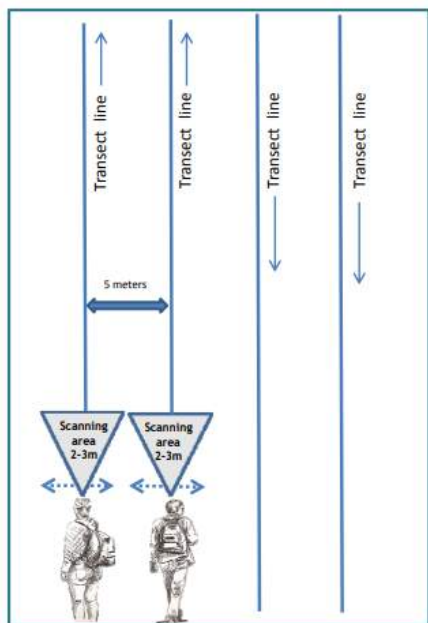 Transect line
Transect line
Transect line
Transect line
5 meters
Scanning
area
2-3m
Scanning
area
2-3m